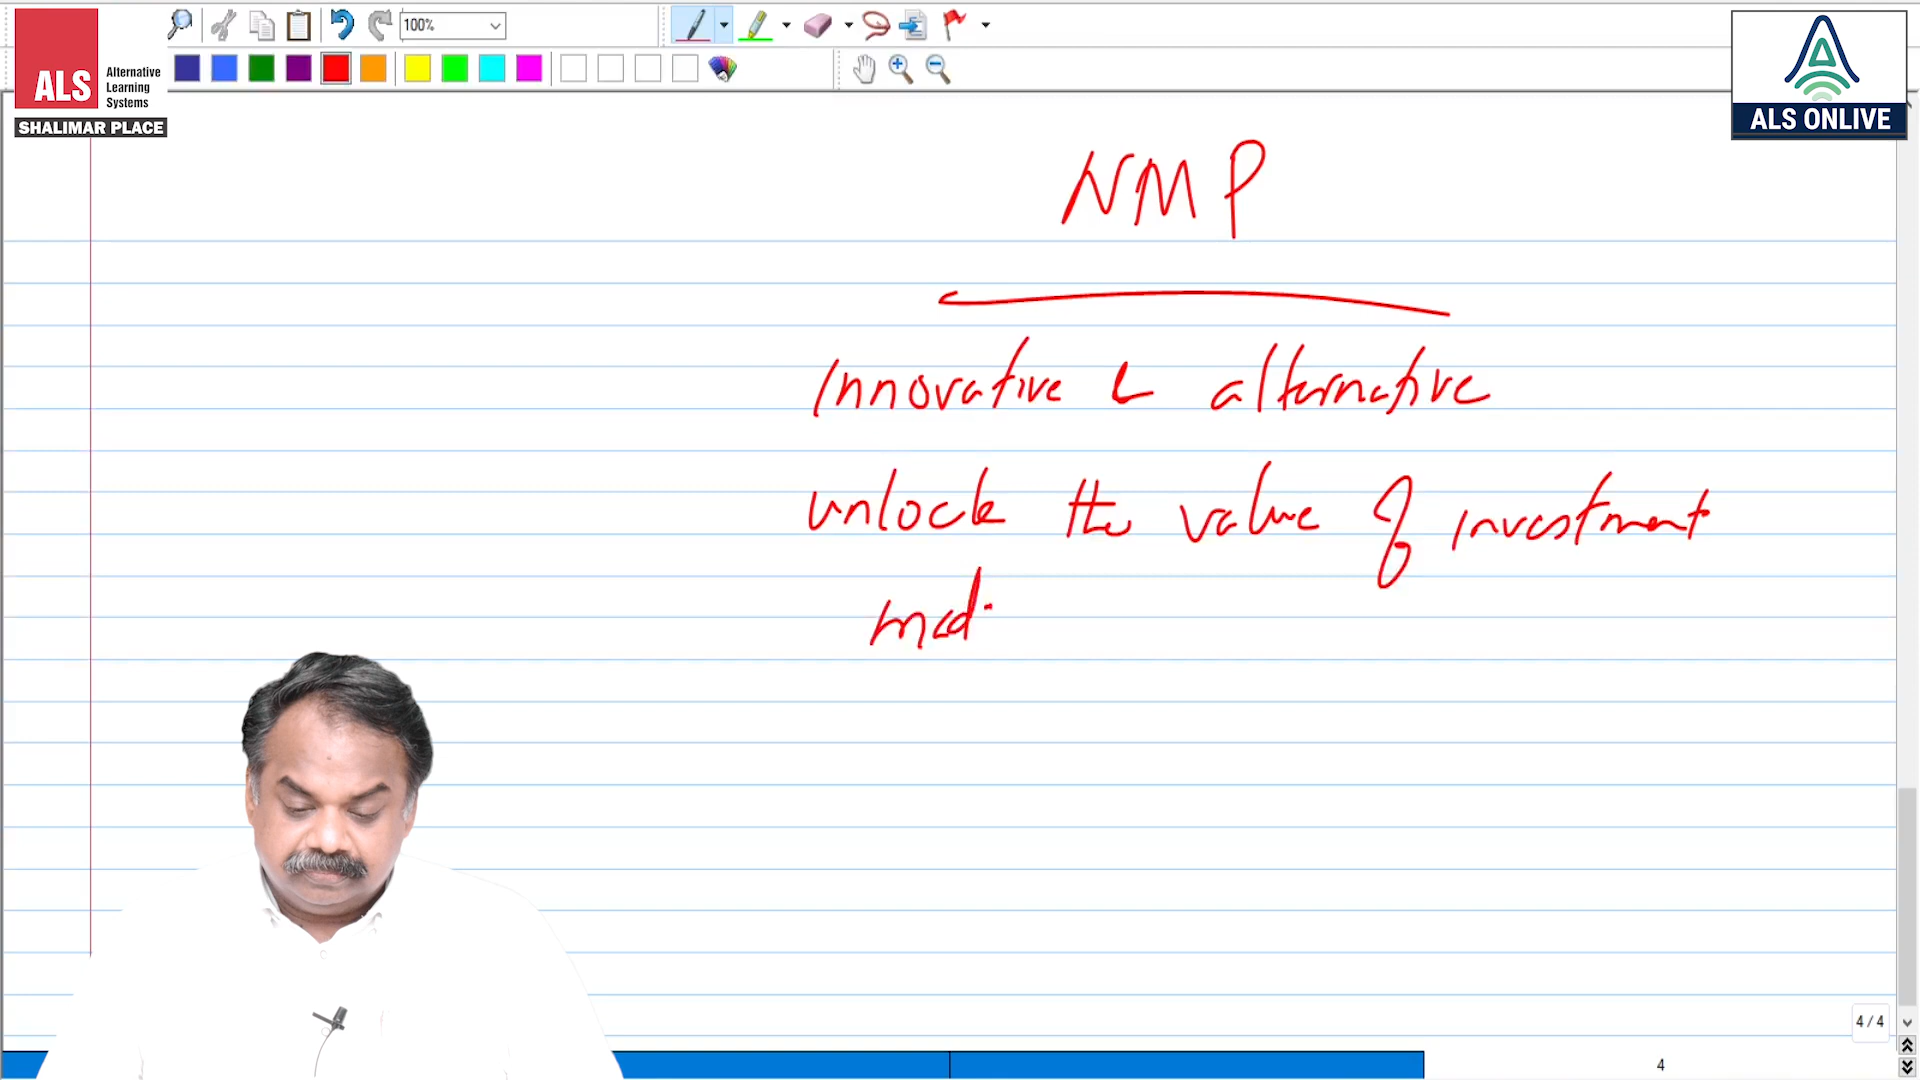 100%
ALS
Alternative
Learning
Systems
SHALIMAR PLACE
ALS ONLIVE
NMP
Innovative & alternative
unlock the value of investment
mad
4 / 4
4